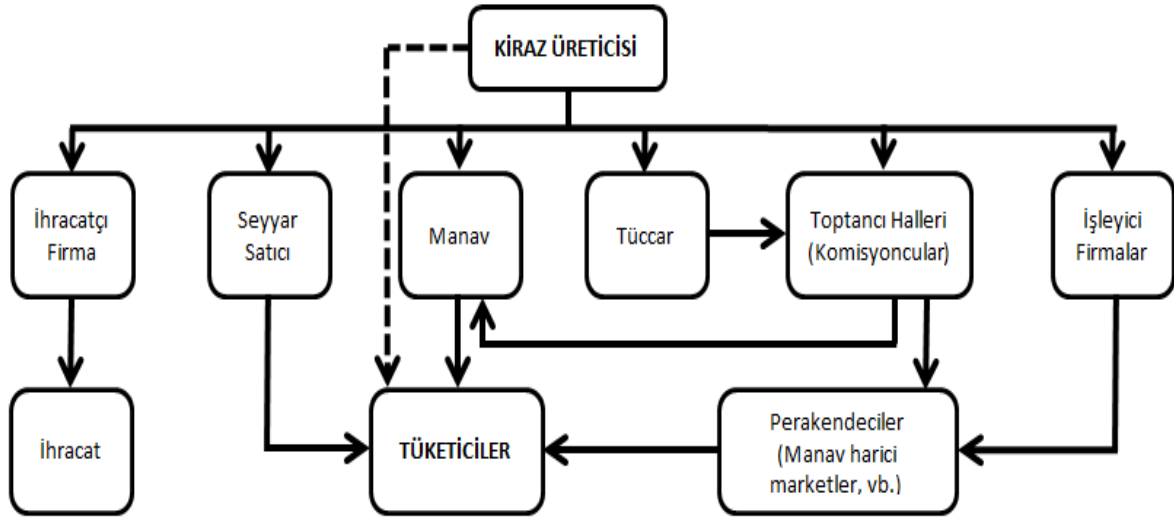 KİRAZ ÜRETİCİSİ
İhracatçı
Firma
Seyyar
Satıcı
Manav
Tüccar
Toptancı Halleri
(Komisyoncular)
İşleyici
Firmalar
İhracat
TÜKETİCİLER
Perakendeciler
(Manav harici
marketler, vb.)